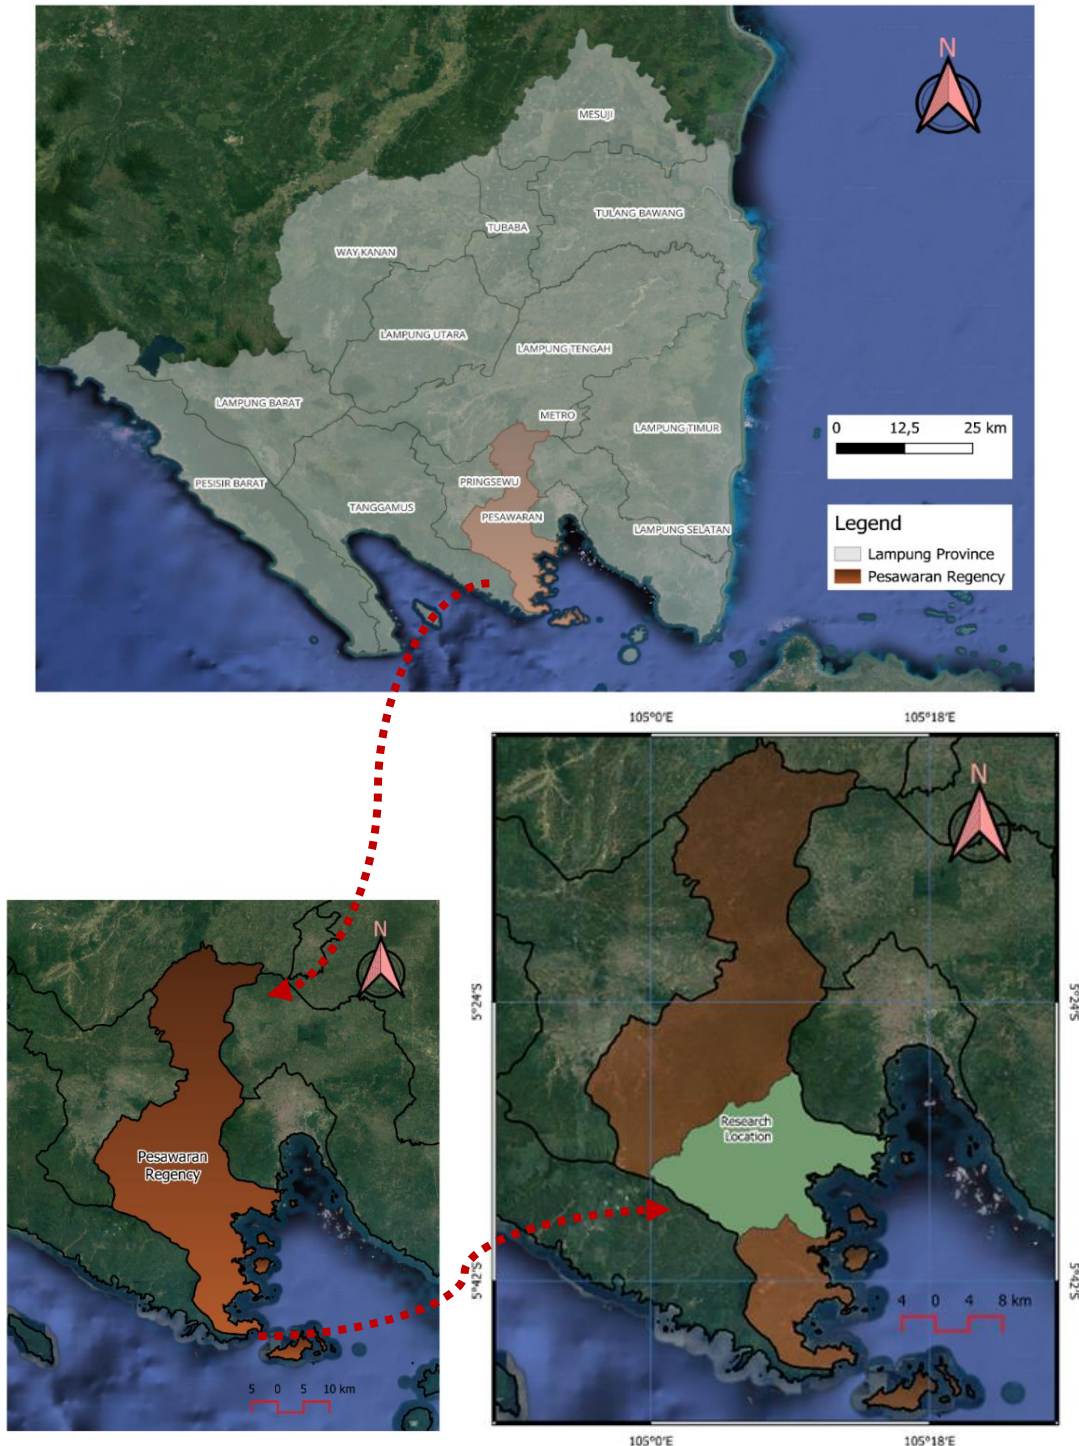 N
MESUJI
TULANG BAWANG
TUBABA
WAY KANAN
LAMPUNG UTARA
LAMPUNG TENGAH
LAMPUNG BARAT
METRO
LAMPUNG TIMUR
PESISIR BARAT
PRINGSEWU
TANGGAMUS
PESAWARAN
LAMPUNG SELATAN
0 12,5 25 km
Legend
Lampung Province
Pesawaran Regency
105°0'E 105°18'E
N
5°24'S 5°24'S
Research
Location
5°42'S 5°42'S
4 0 4 8 km
105°0'E 105°18'E
N
Pesawaran
Regency
5 0 5 10 km